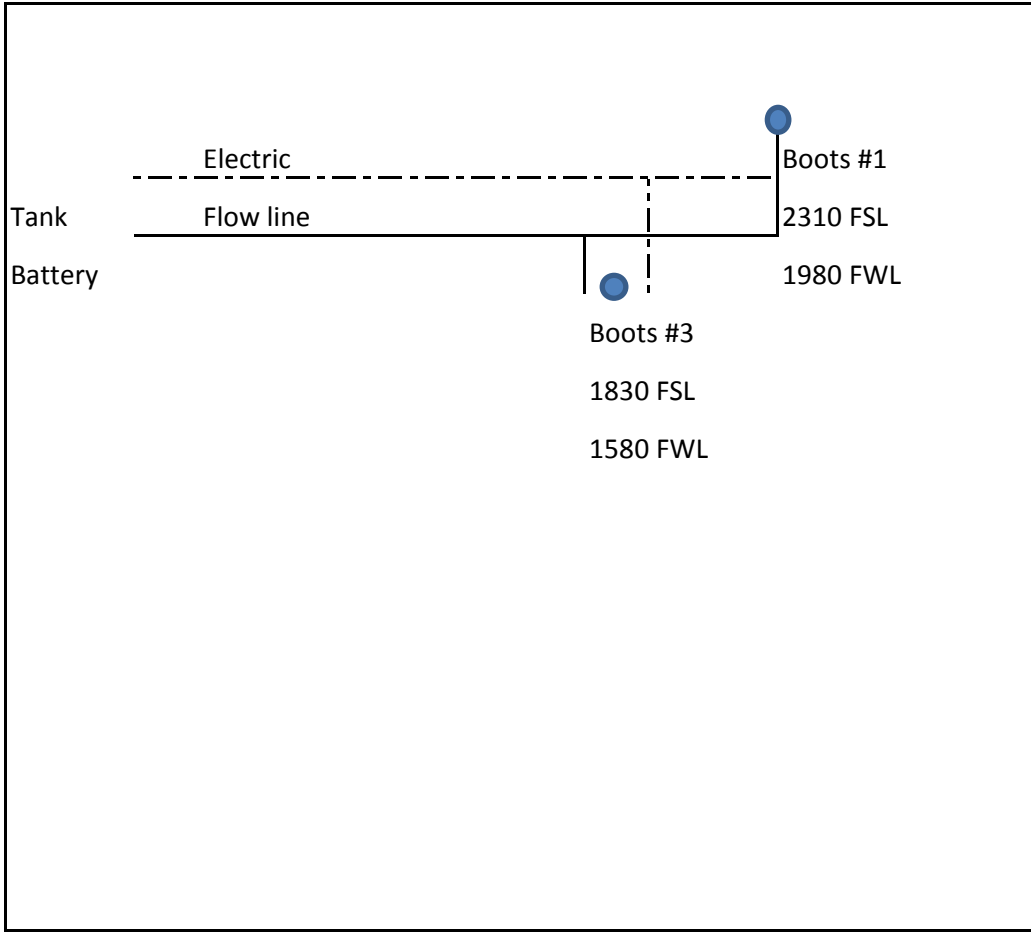 Electric
Boots #1
Tank
Flow line
2310 FSL
Battery
1980 FWL
Boots #3
1830 FSL
1580 FWL